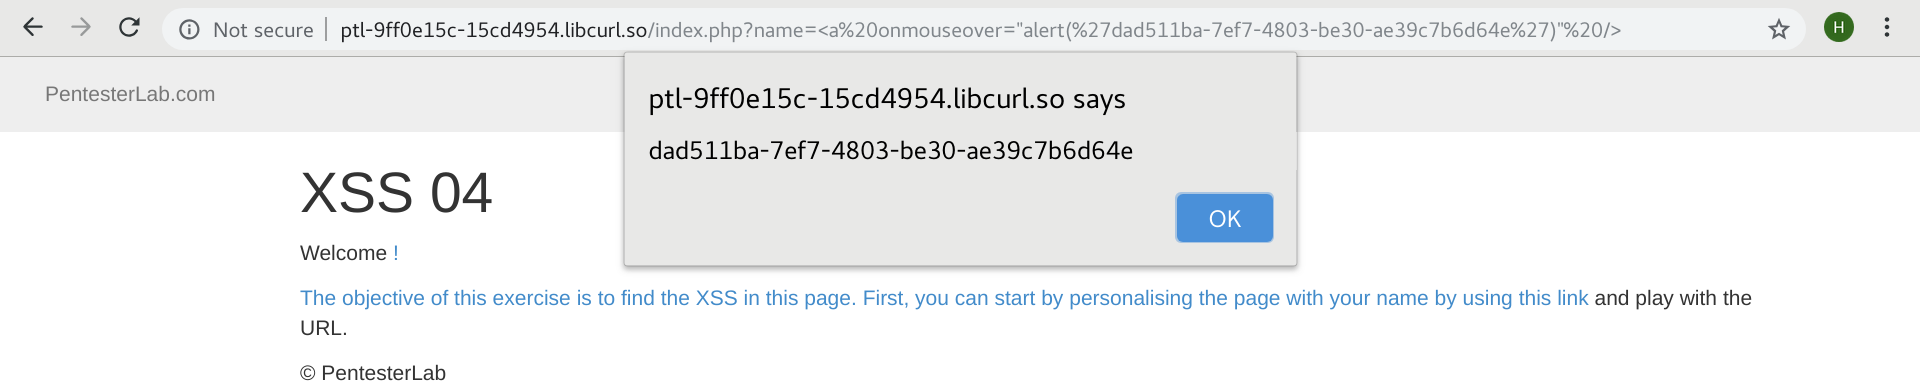 Not secure | ptl-9ff0e15c-15cd4954.libcurl.so/index.php?name=<a%20onmouseover="alert(%27dad511ba-7ef7-4803-be30-ae39c7b6d64e%27)"%20/>
H
PentesterLab.com
ptl-9ff0e15c-15cd4954.libcurl.so says
dad511ba-7ef7-4803-be30-ae39c7b6d64e
OK
XSS 04
Welcome !
The objective of this exercise is to find the XSS in this page. First, you can start by personalising the page with your name by using this link and play with the
URL.
© PentesterLab